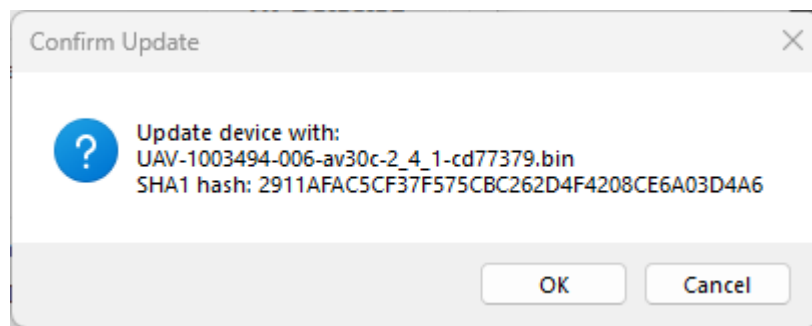 Confirm Update
Update device with:
UAV-1003494-006-av30c-2_4_1-cd77379.bin
SHA1 hash: 2911AFAC5CF37F575CBC262D4F4208CE6A03D4A6
OK
Cancel